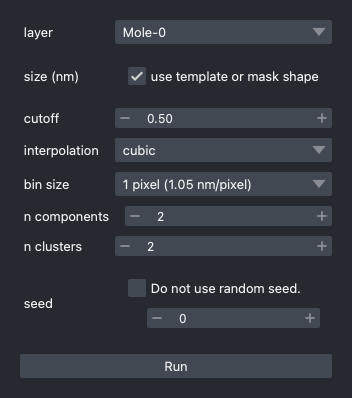 layer Mole-0
size (nm) use template or mask shape
cutoff − 0.50 +
interpolation cubic
bin size 1 pixel (1.05 nm/pixel)
n components − 2 +
n clusters − 2 +
Do not use random seed.
seed
− 0 +
Run